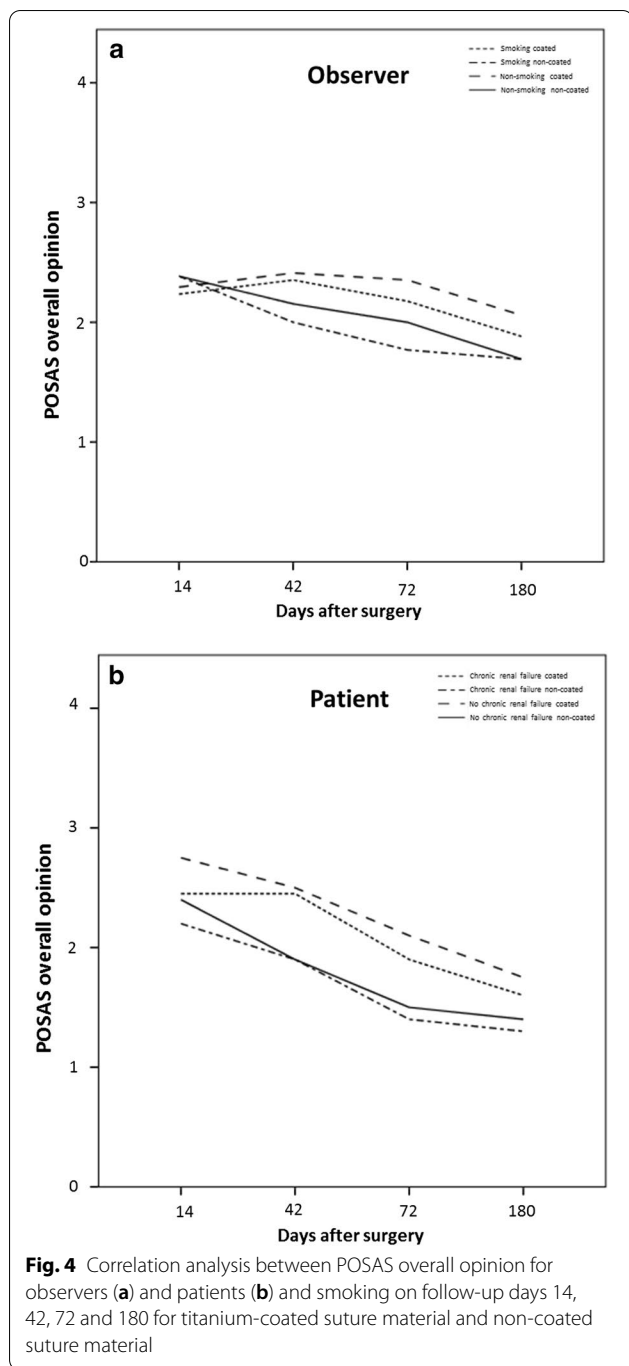 a
Observer
Smoking coated
Smoking non-coated
Non-smoking coated
Non-smoking non-coated
POSAS overall opinion
4
3
2
1
0
14 42 72 180
Days after surgery
b
Patient
Chronic renal failure coated
Chronic renal failure non-coated
No chronic renal failure coated
No chronic renal failure non-coated
POSAS overall opinion
4
3
2
1
0
14 42 72 180
Days after surgery
Fig. 4 Correlation analysis between POSAS overall opinion for
observers (a) and patients (b) and smoking on follow-up days 14,
42, 72 and 180 for titanium-coated suture material and non-coated
suture material